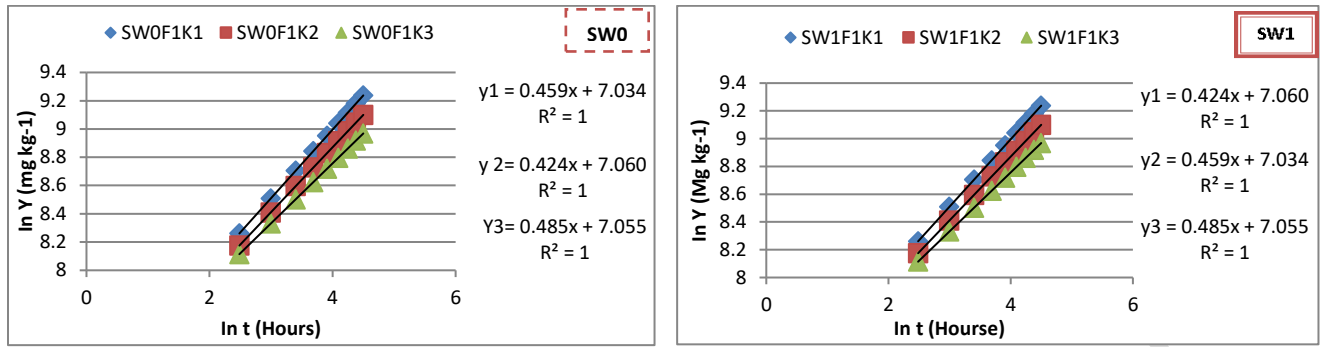 SW0F1K1 SW0F1K2 SW0F1K3
SW0
ln Y (mg kg-1)
9.4
9.2
9
8.8
8.6
8.4
8.2
8
0 2 4 6
ln t (Hours)
y1 = 0.459x + 7.034
R² = 1
y 2= 0.424x + 7.060
R² = 1
Y3= 0.485x + 7.055
R² = 1
SW1F1K1 SW1F1K2 SW1F1K3
SW1
ln Y (Mg kg-1)
9.4
9.2
9
8.8
8.6
8.4
8.2
8
0 2 4 6
ln t (Hourse)
y1 = 0.424x + 7.060
R² = 1
y2 = 0.459x + 7.034
R² = 1
y3 = 0.485x + 7.055
R² = 1